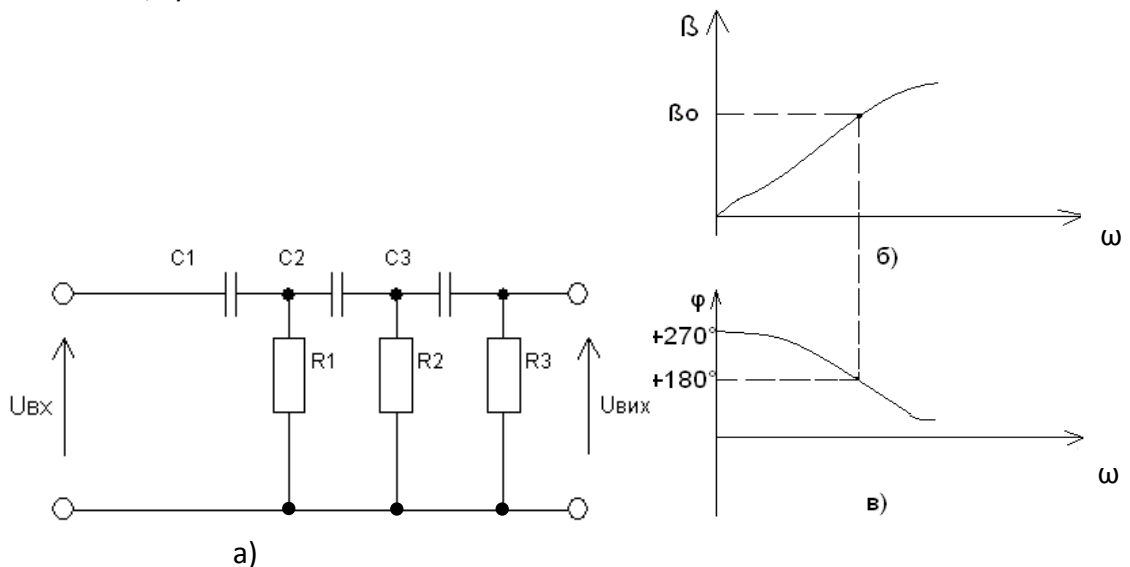 ß
ßo
ω
б)
C1 C2 C3
R1 R2 R3
Uвх
Uвих
а)
φ
+270°
+180°
ω
в)